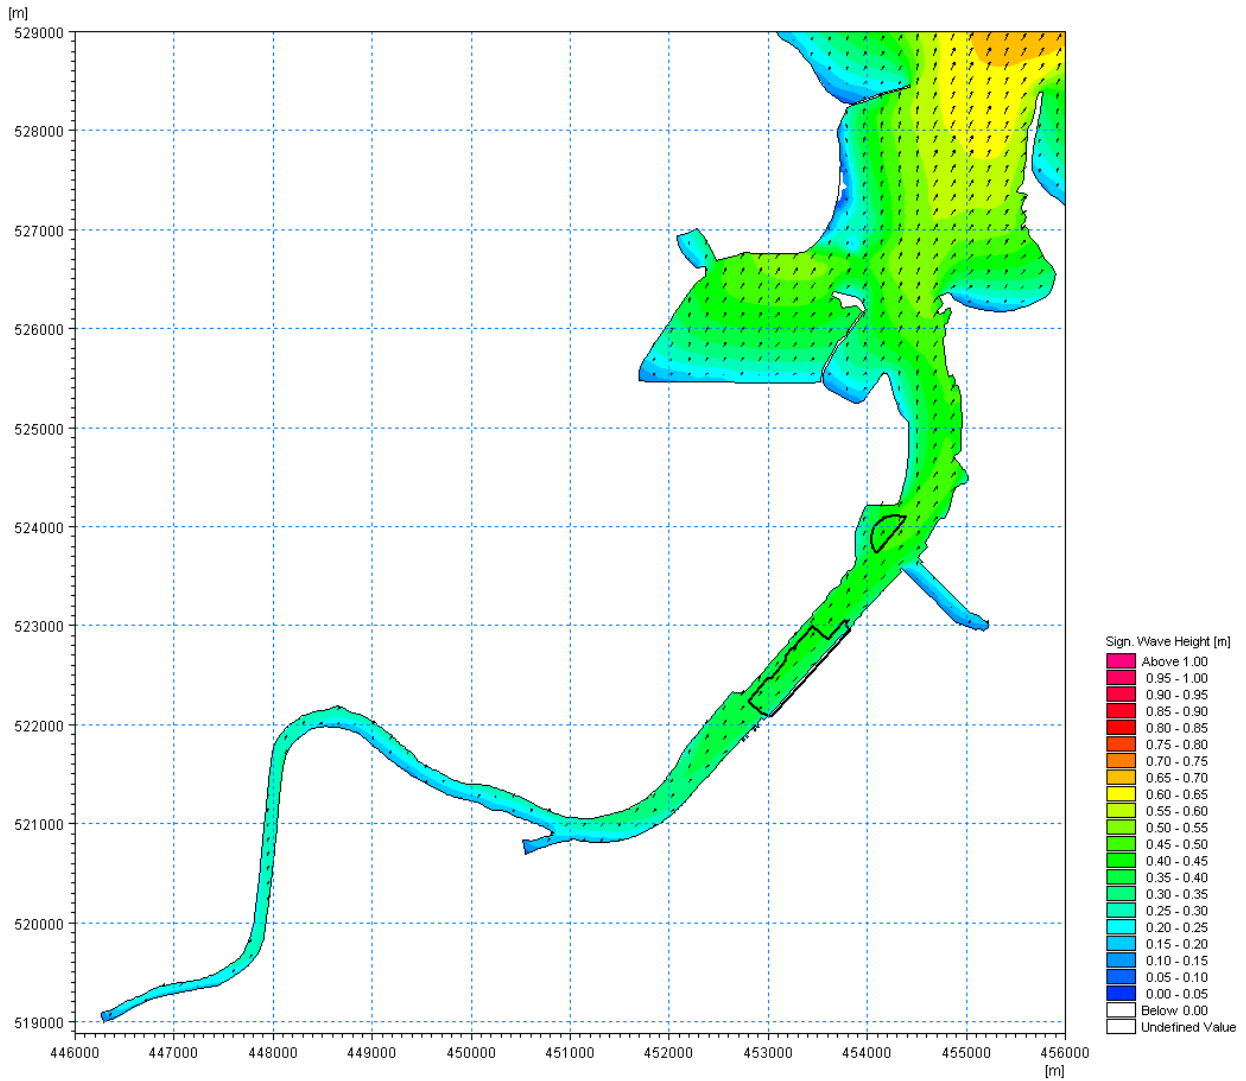 [m]
529000
528000
527000
526000
525000
524000
523000
522000
521000
520000
519000
446000 447000 448000 449000 450000 451000 452000 453000 454000 455000 456000
[m]
Sign. Wave Height [m]
Above 1.00
0.95 - 1.00
0.90 - 0.95
0.85 - 0.90
0.80 - 0.85
0.75 - 0.80
0.70 - 0.75
0.65 - 0.70
0.60 - 0.65
0.55 - 0.60
0.50 - 0.55
0.45 - 0.50
0.40 - 0.45
0.35 - 0.40
0.30 - 0.35
0.25 - 0.30
0.20 - 0.25
0.15 - 0.20
0.10 - 0.15
0.05 - 0.10
0.00 - 0.05
Below 0.00
Undefined Value